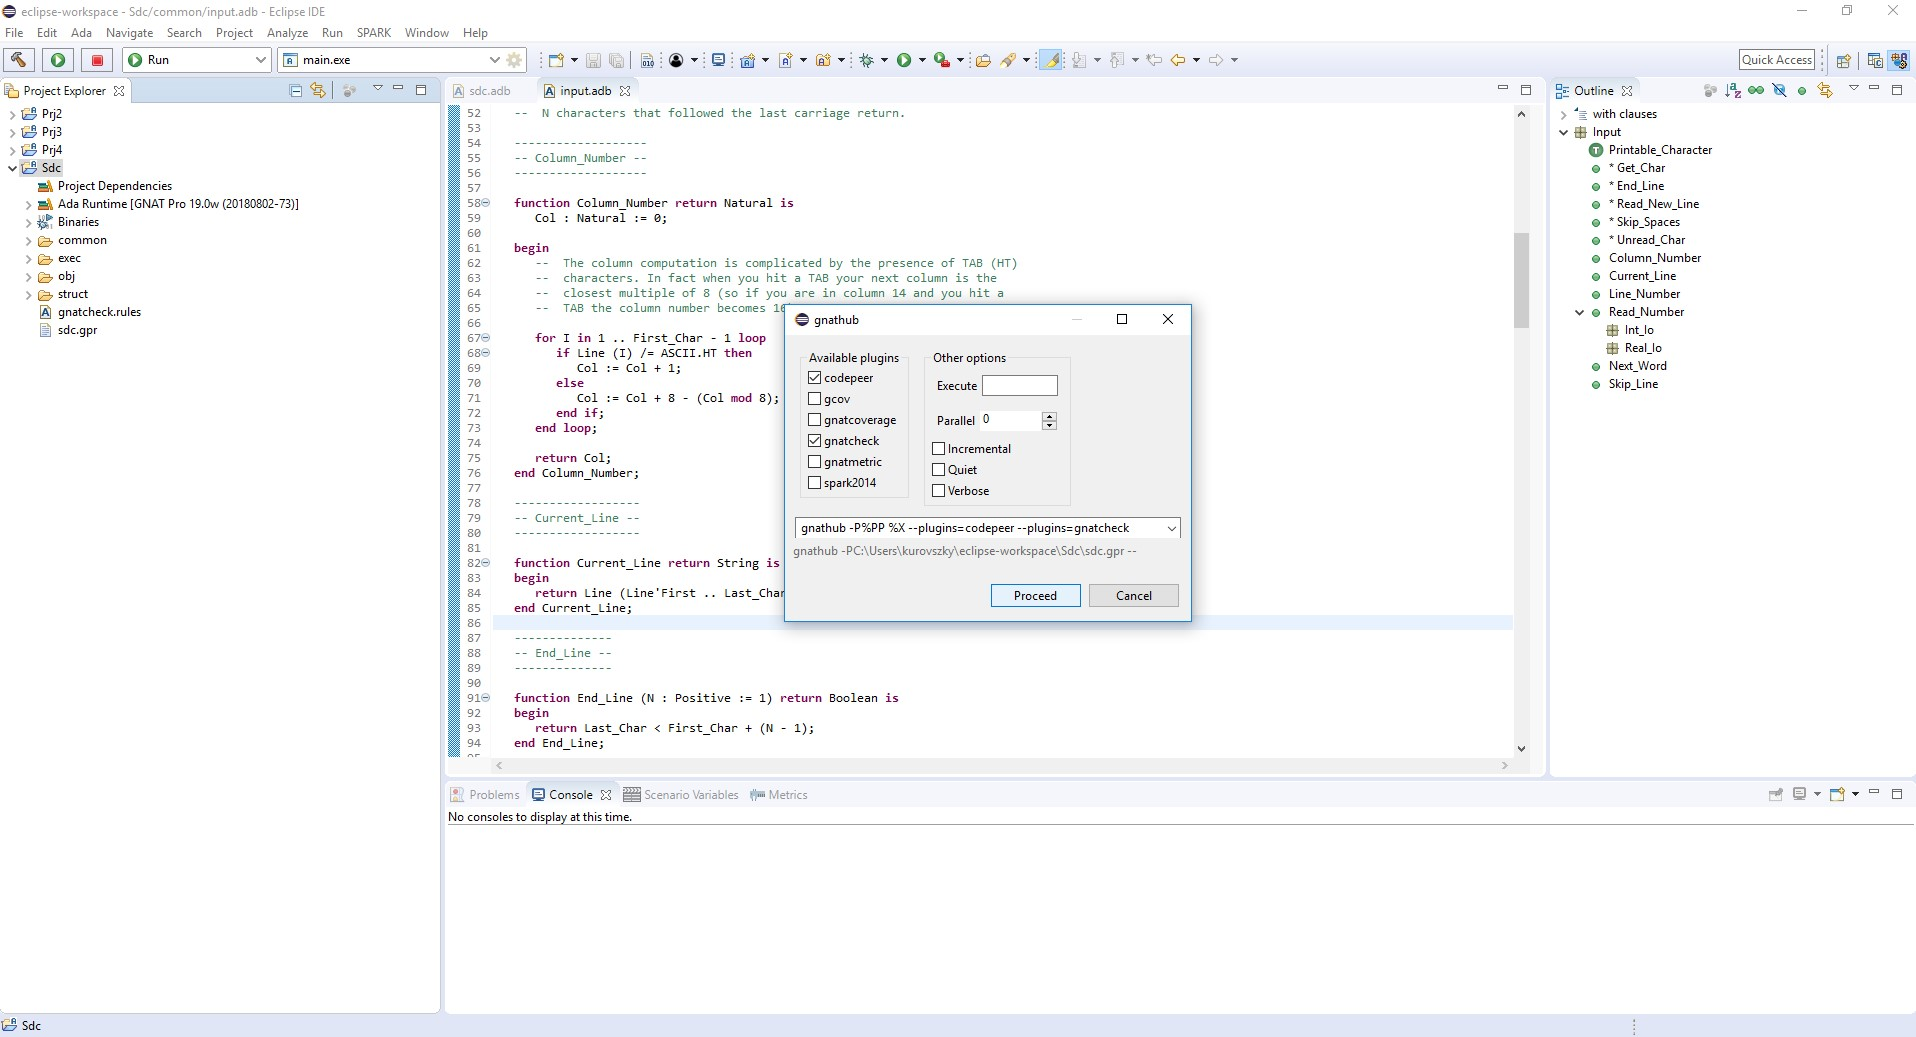 eclipse-workspace - Sdc/common/input.adb - Eclipse IDE
File Edit Ada Navigate Search Project Analyze Run SPARK Window Help
Run
main.exe
Quick Access
Project Explorer
Prj2
Prj3
Prj4
Sdc
Project Dependencies
Ada Runtime [GNAT Pro 19.0w (20180802-73)]
Binaries
common
exec
obj
struct
gnatcheck.rules
sdc.gpr
sdc.adb
input.adb
52 -- N characters that followed the last carriage return.
53
54 -------------------
55 -- Column_Number --
56 -------------------
57
58 function Column_Number return Natural is
59 Col : Natural := 0;
60
61 begin
62 -- The column computation is complicated by the presence of TAB (HT)
63 -- characters. In fact when you hit a TAB your next column is the
64 -- closest multiple of 8 (so if you are in column 14 and you hit a
65 -- TAB the column number becomes 16
66
67 for I in 1 .. First_Char - 1 loop
68 if Line (I) /= ASCII.HT then
69 Col := Col + 1;
70 else
71 Col := Col + 8 - (Col mod 8);
72 end if;
73 end loop;
74
75 return Col;
76 end Column_Number;
77
78 ------------------
79 -- Current_Line --
80 ------------------
81
82 function Current_Line return String is
83 begin
84 return Line (Line'First .. Last_Char
85 end Current_Line;
86
87 --------------
88 -- End_Line --
89 --------------
90
91 function End_Line (N : Positive := 1) return Boolean is
92 begin
93 return Last_Char < First_Char + (N - 1);
94 end End_Line;
gnathub
Available plugins
codepeer
gcov
gnatcoverage
gnatcheck
gnatmetric
spark2014
Other options
Execute
Parallel 0
Incremental
Quiet
Verbose
gnathub -P%PP %X --plugins=codepeer --plugins=gnatcheck
gnathub -PC:\Users\kurovszky\eclipse-workspace\Sdc\sdc.gpr --
Proceed Cancel
Outline
with clauses
Input
Printable_Character
* Get_Char
* End_Line
* Read_New_Line
* Skip_Spaces
* Unread_Char
Column_Number
Current_Line
Line_Number
Read_Number
Int_Io
Real_Io
Next_Word
Skip_Line
Problems Console Scenario Variables Metrics
No consoles to display at this time.
Sdc